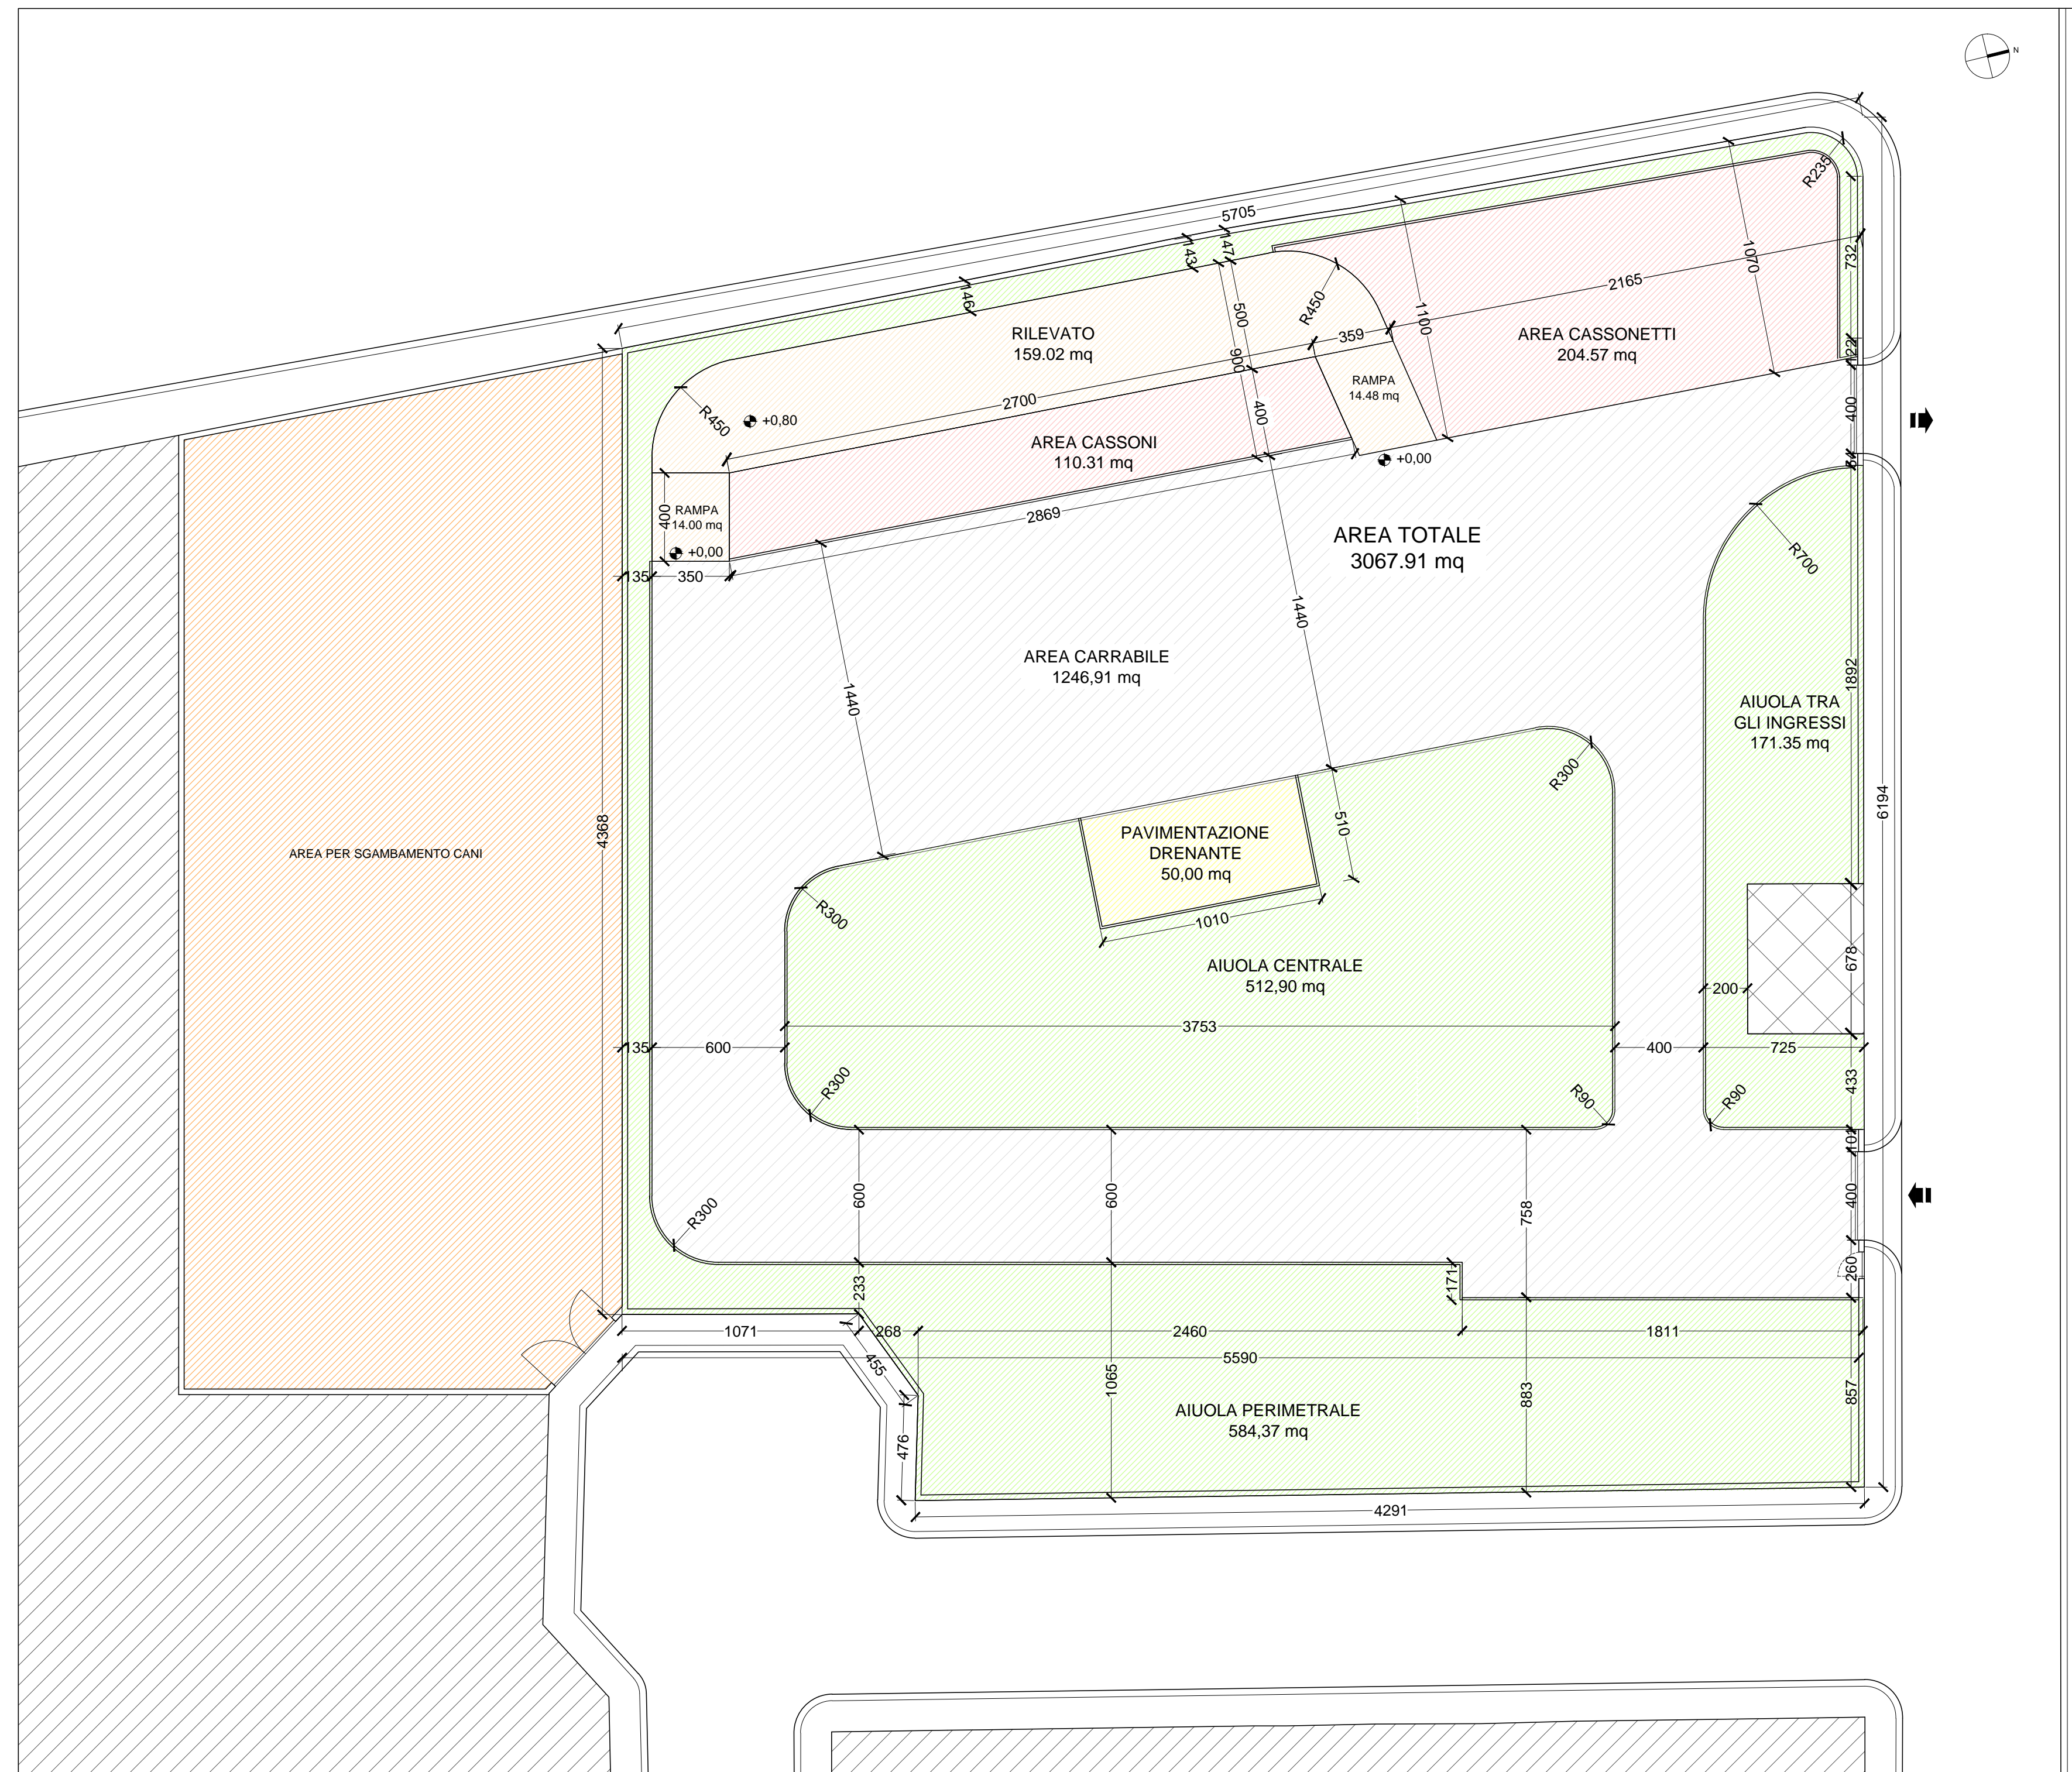 N
5705
R235
143
147
732
1070
2165
146
500
R450
1100
RILEVATO
159.02 mq
359
AREA CASSONETTI
204.57 mq
122
900
RAMPA
14.48 mq
2700
400
400
R450
+0,80
AREA CASSONI
110.31 mq
+0,00
54
400
RAMPA
14.00 mq
2869
AREA TOTALE
3067.91 mq
+0,00
135
350
R700
1440
AREA CARRABILE
1246,91 mq
1892
1440
AIUOLA TRA
GLI INGRESSI
171.35 mq
R300
6194
4368
510
PAVIMENTAZIONE
DRENANTE
50,00 mq
AREA PER SGAMBAMENTO CANI
R300
1010
AIUOLA CENTRALE
512,90 mq
678
200
3753
135
600
400
725
R300
R90
R90
433
102
600
600
758
400
R300
233
171
260
1071
268
2460
1811
455
5590
1065
883
857
AIUOLA PERIMETRALE
584,37 mq
476
4291